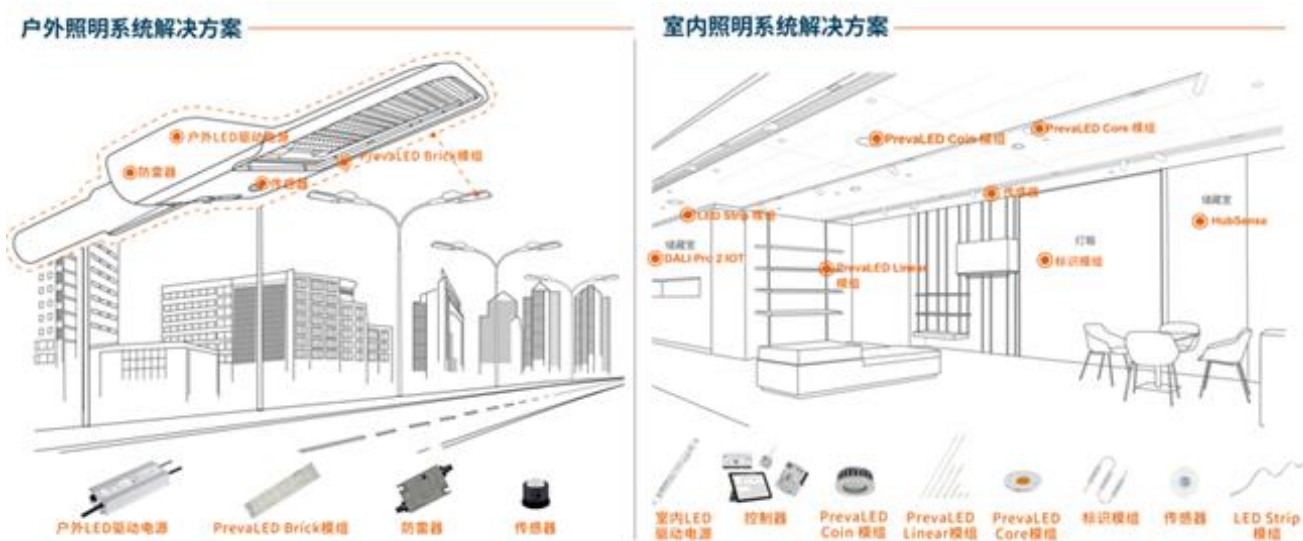 户外照明系统解决方案
户外LED驱动电源
防雷器
PrevaLED Brick模组
传感器
户外LED驱动电源
PrevaLED Brick模组
防雷器
传感器
室内照明系统解决方案
PrevaLED Core 模组
PrevaLED Coin 模组
传感器
储藏室
HubSense
LED Strip 模组
储藏室
DALI Pro 2 IOT
灯箱
标识模组
PrevaLED Linear
模组
室内LED
驱动电源
控制器
PrevaLED
Coin 模组
PrevaLED
Linear模组
PrevaLED
Core模组
标识模组
传感器
LED Strip
模组